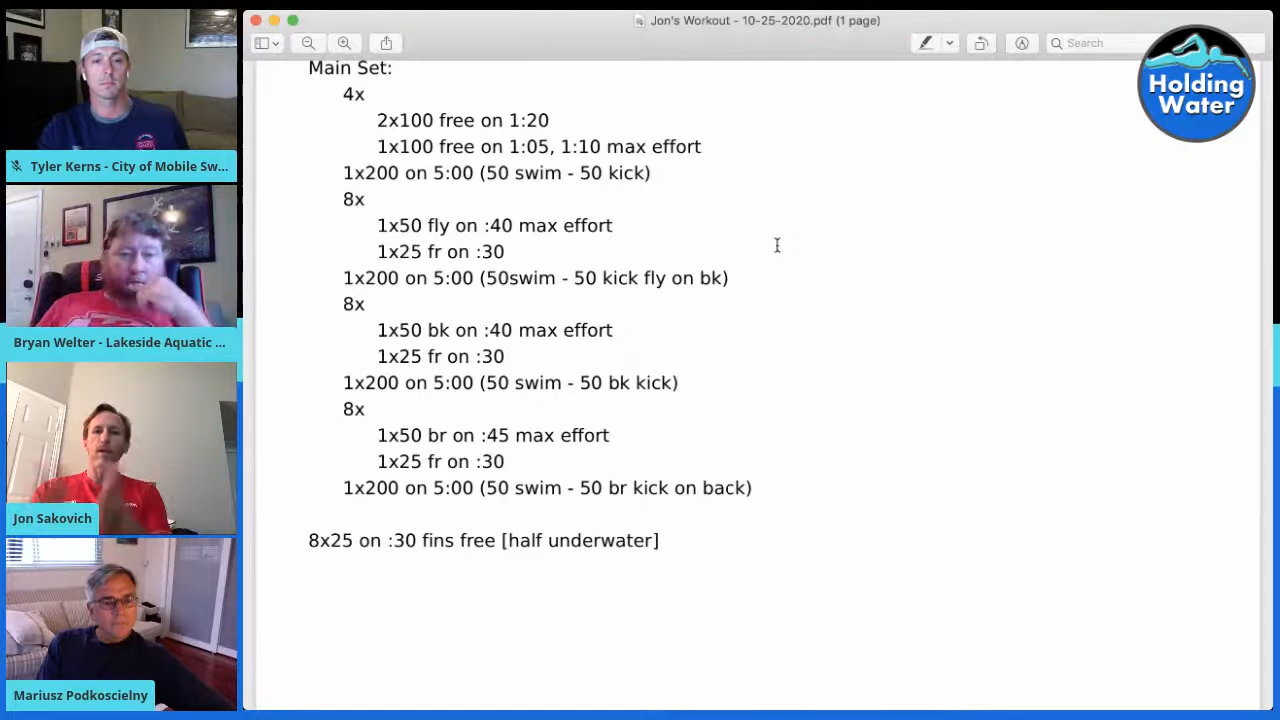 Jon's Workout - 10-25-2020.pdf (1 page)
Search
Holding
Water
Main Set:
4x
2x100 free on 1:20
1x100 free on 1:05, 1:10 max effort
1x200 on 5:00 (50 swim - 50 kick)
8x
1x50 fly on :40 max effort
1x25 fr on :30
1x200 on 5:00 (50swim - 50 kick fly on bk)
8x
1x50 bk on :40 max effort
1x25 fr on :30
1x200 on 5:00 (50 swim - 50 bk kick)
8x
1x50 br on :45 max effort
1x25 fr on :30
1x200 on 5:00 (50 swim - 50 br kick on back)
8x25 on :30 fins free [half underwater]
Tyler Kerns - City of Mobile Sw...
Bryan Welter - Lakeside Aquatic ...
Jon Sakovich
Mariusz Podkoscielny